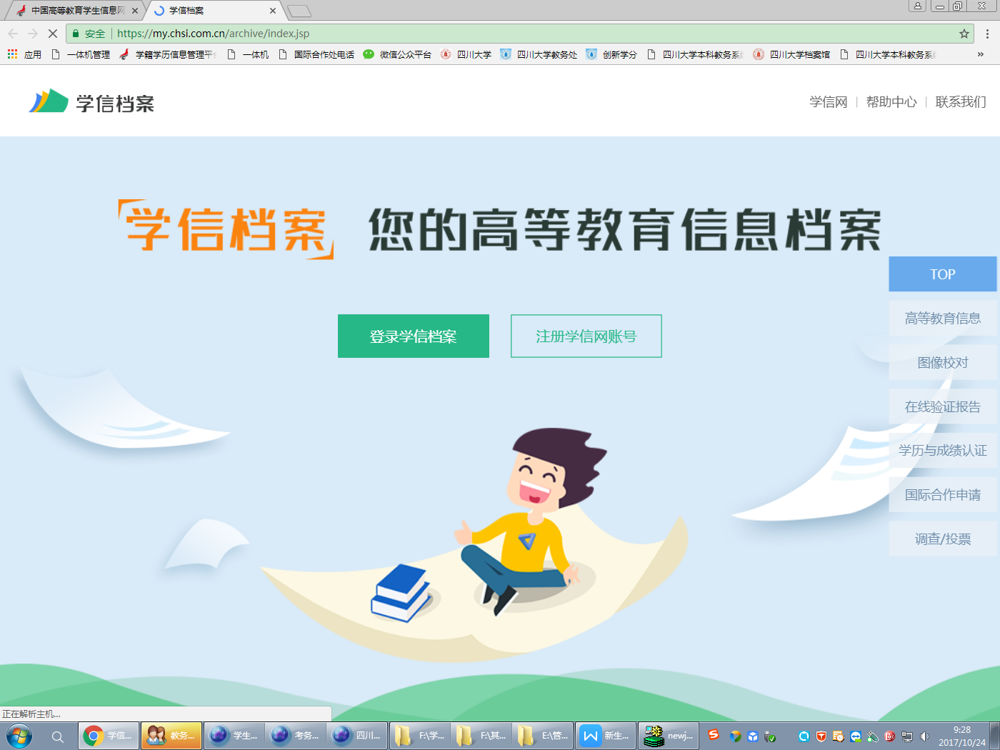 中国高等教育学生信息网
学信档案
安全
https://my.chsi.com.cn/archive/index.jsp
应用
一体机管理
学籍学历信息管理平台
一体机
国际合作处电话
微信公众平台
四川大学
四川大学教务处
创新学分
四川大学本科教务系
四川大学档案馆
四川大学本科教务系
»
学信档案
学信网 | 帮助中心 | 联系我们
学信档案 您的高等教育信息档案
TOP
高等教育信息
登录学信档案
注册学信网账号
图像校对
在线验证报告
学历与成绩认证
国际合作申请
调查/投票
正在解析主机...
学信...
教务...
学生...
考务...
四川...
F:\学...
F:\其...
E:\管...
新生...
newj...
9:28
2017/10/24